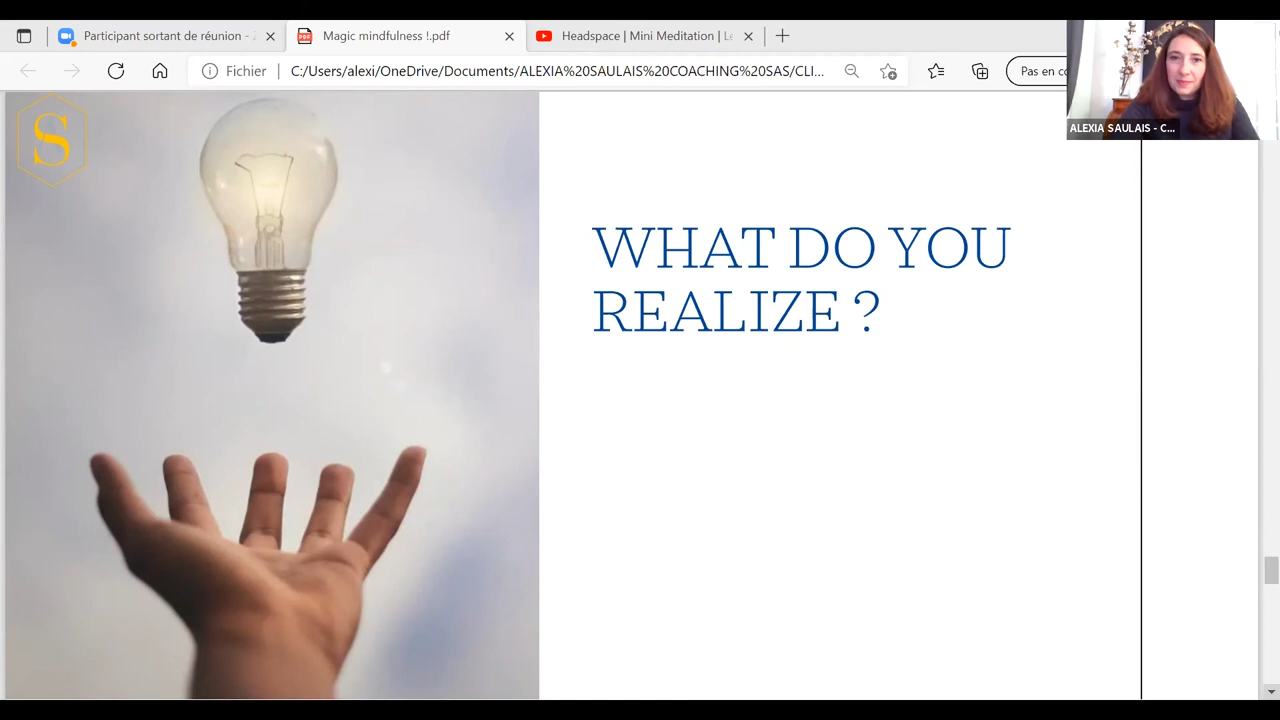 Participant sortant de réunion -
Magic mindfulness !.pdf
Headspace | Mini Meditation |
Fichier
C:/Users/alexi/OneDrive/Documents/ALEXIA%20SAULAIS%20COACHING%20SAS/CLI...
Pas en co
ALEXIA SAULAIS - C...
S
WHAT DO YOU
REALIZE ?